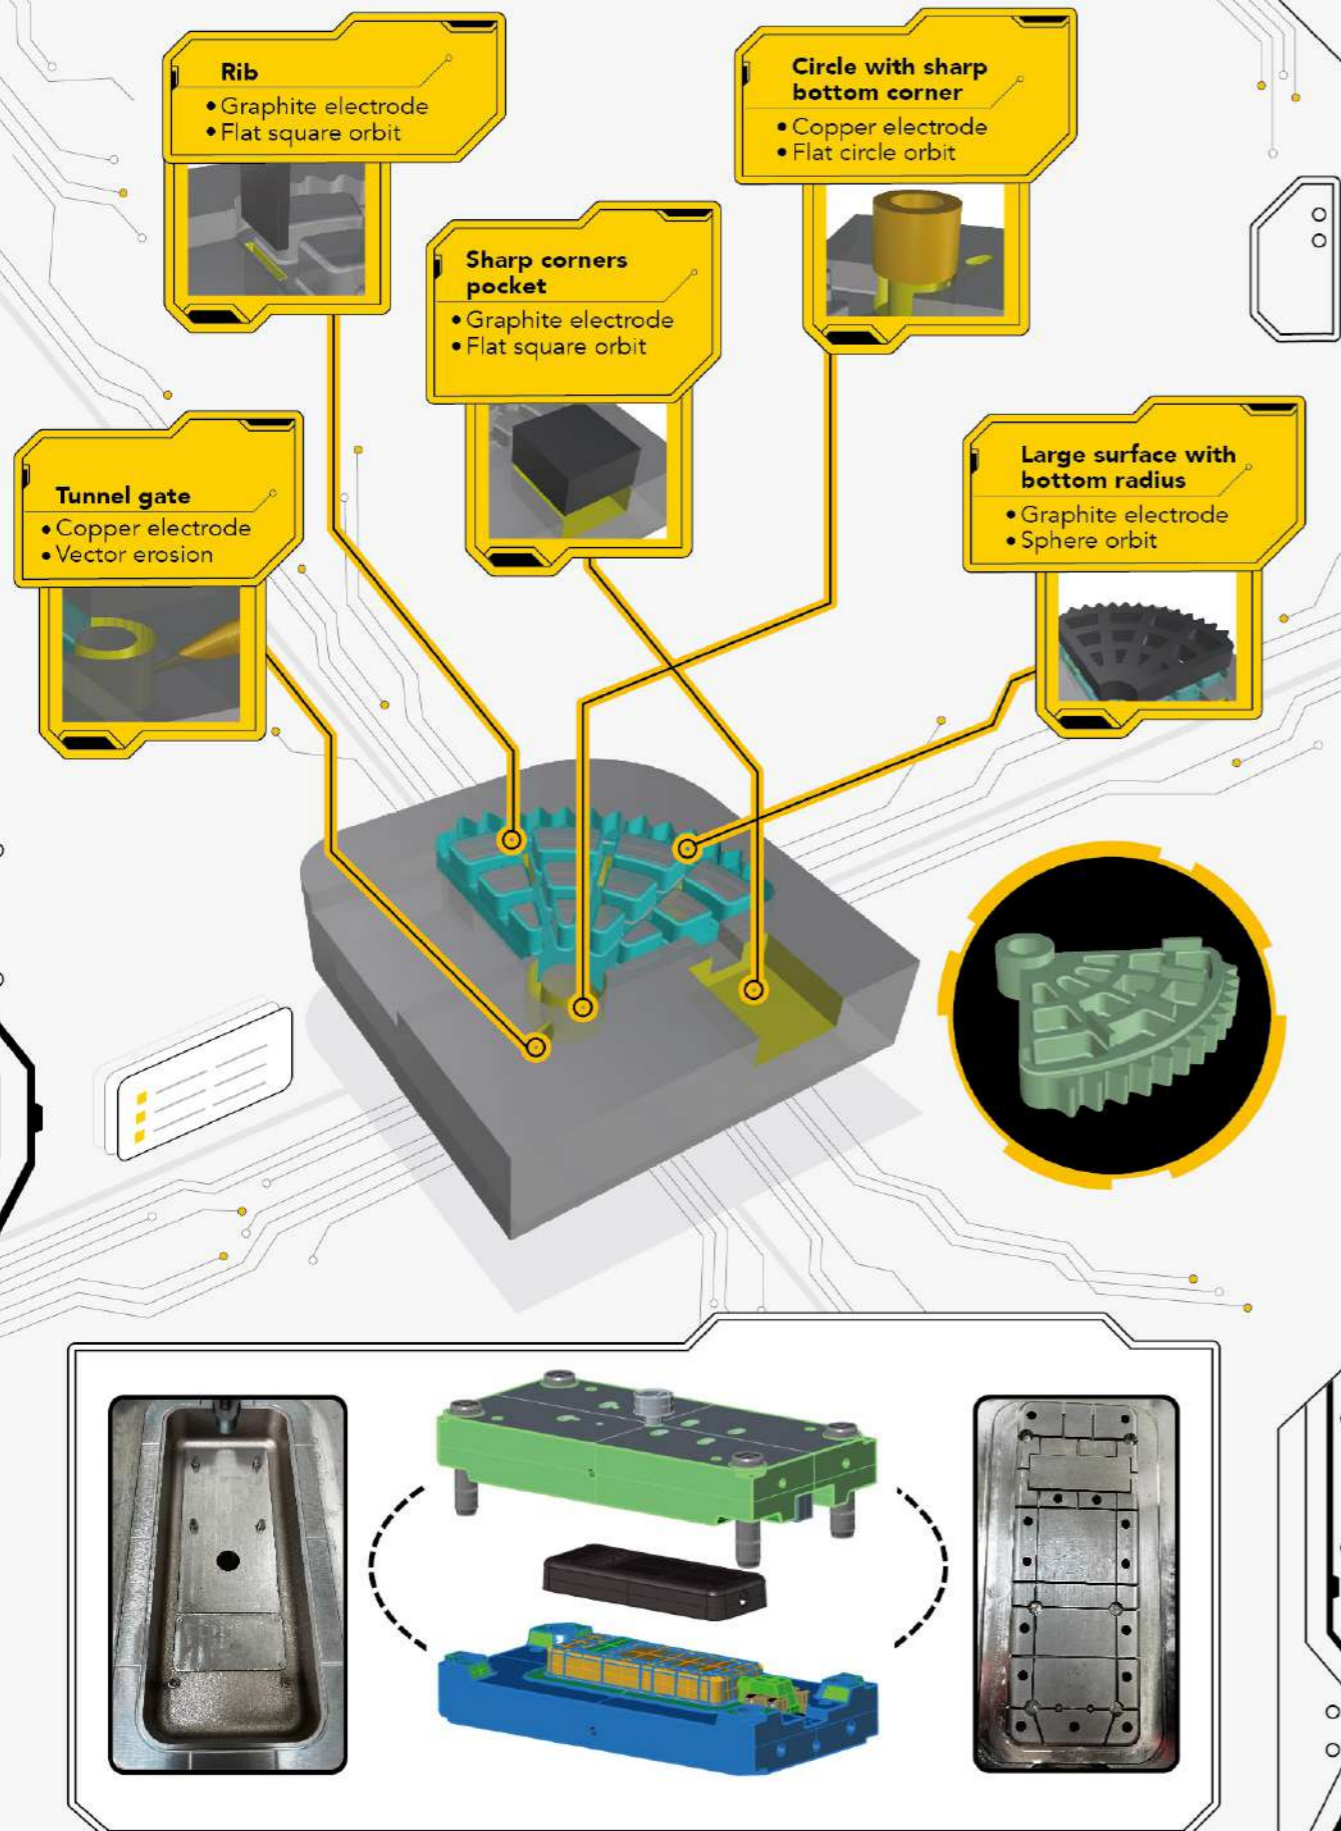 Rib
• Graphite electrode
• Flat square orbit
Circle with sharp
bottom corner
• Copper electrode
• Flat circle orbit
Sharp corners
pocket
• Graphite electrode
• Flat square orbit
Tunnel gate
• Copper electrode
• Vector erosion
Large surface with
bottom radius
• Graphite electrode
• Sphere orbit